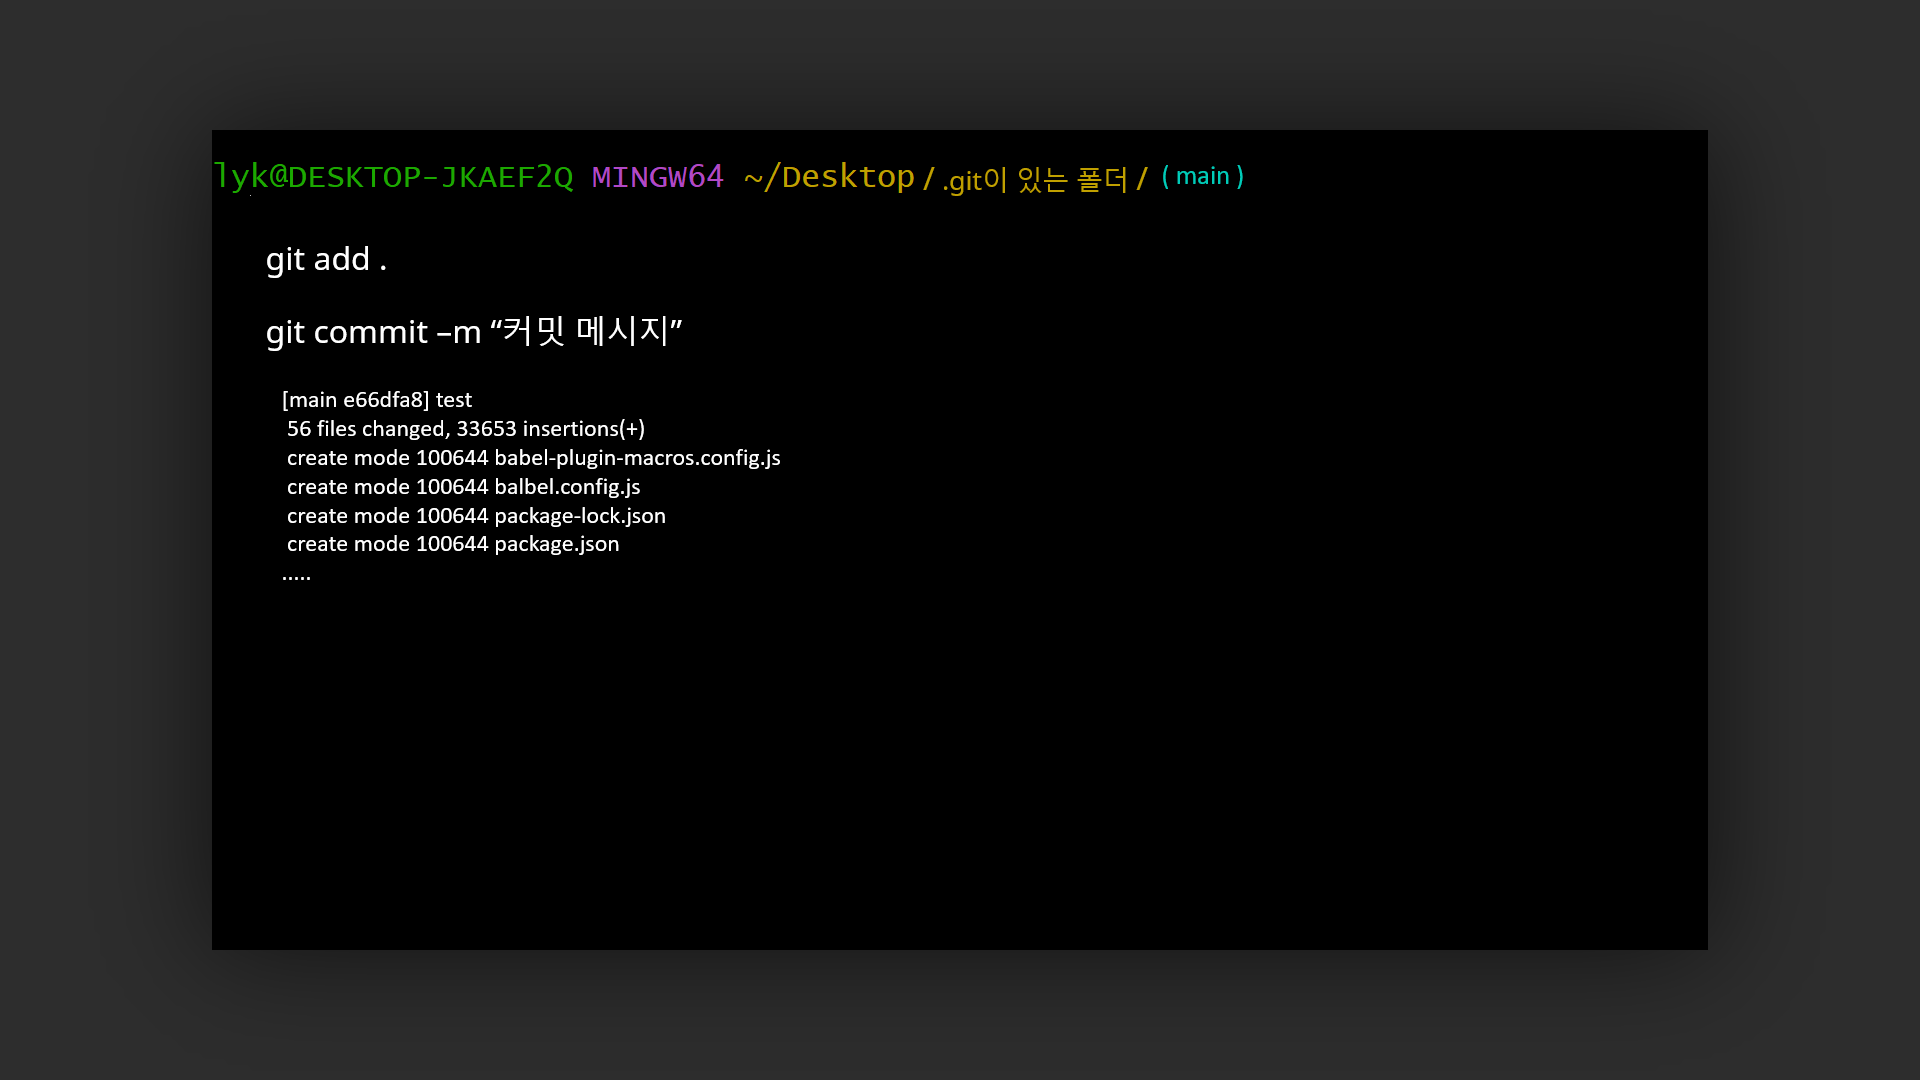 lyk@DESKTOP-JKAEF2Q MINGW64 ~/Desktop / .git이 있는 폴더 / ( main )
git add .
git commit –m “커밋 메시지”
[main e66dfa8] test
56 files changed, 33653 insertions(+)
create mode 100644 babel-plugin-macros.config.js
create mode 100644 balbel.config.js
create mode 100644 package-lock.json
create mode 100644 package.json
.....